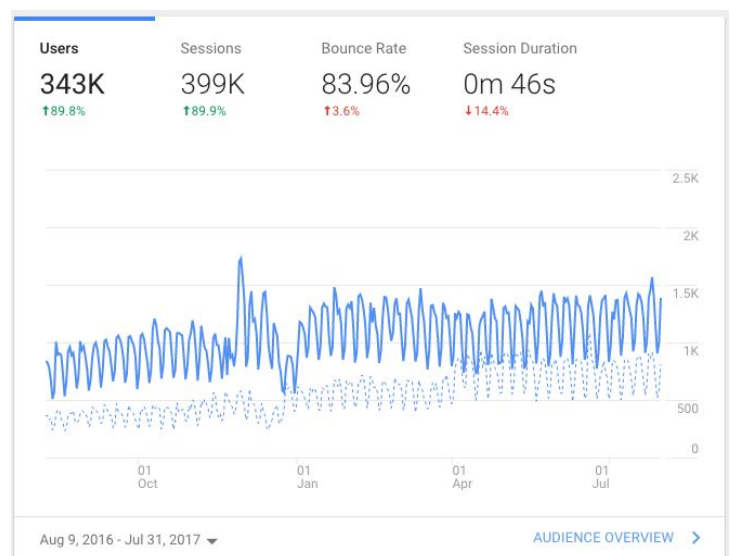 Users Sessions Bounce Rate Session Duration
343K 399K 83.96% 0m 46s
↑89.8% ↑89.9% ↑3.6% ↓14.4%
2.5K
2K
1.5K
1K
500
0
01 01 01 01
Oct Jan Apr Jul
Aug 9, 2016 - Jul 31, 2017 AUDIENCE OVERVIEW